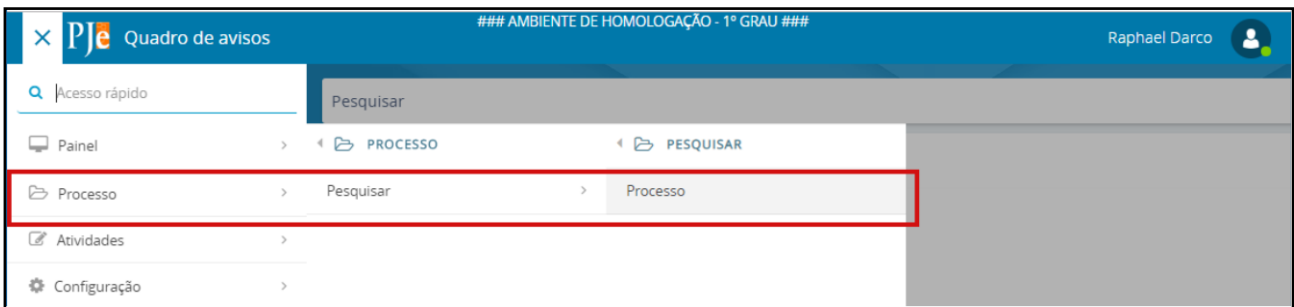 ### AMBIENTE DE HOMOLOGAÇÃO - 1º GRAU ###
× PJe Quadro de avisos
Raphael Darco
Acesso rápido
Pesquisar
Painel
PROCESSO
PESQUISAR
Processo
Pesquisar
Processo
Atividades
Configuração